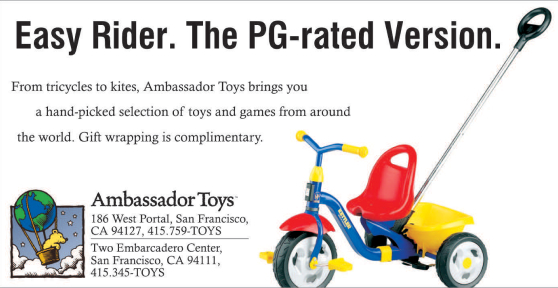 Easy Rider. The PG-rated Version.
From tricycles to kites, Ambassador Toys brings you
a hand-picked selection of toys and games from around
the world. Gift wrapping is complimentary.
Ambassador Toys™
186 West Portal, San Francisco,
CA 94127, 415.759-TOYS
Two Embarcadero Center,
San Francisco, CA 94111,
415.345-TOYS